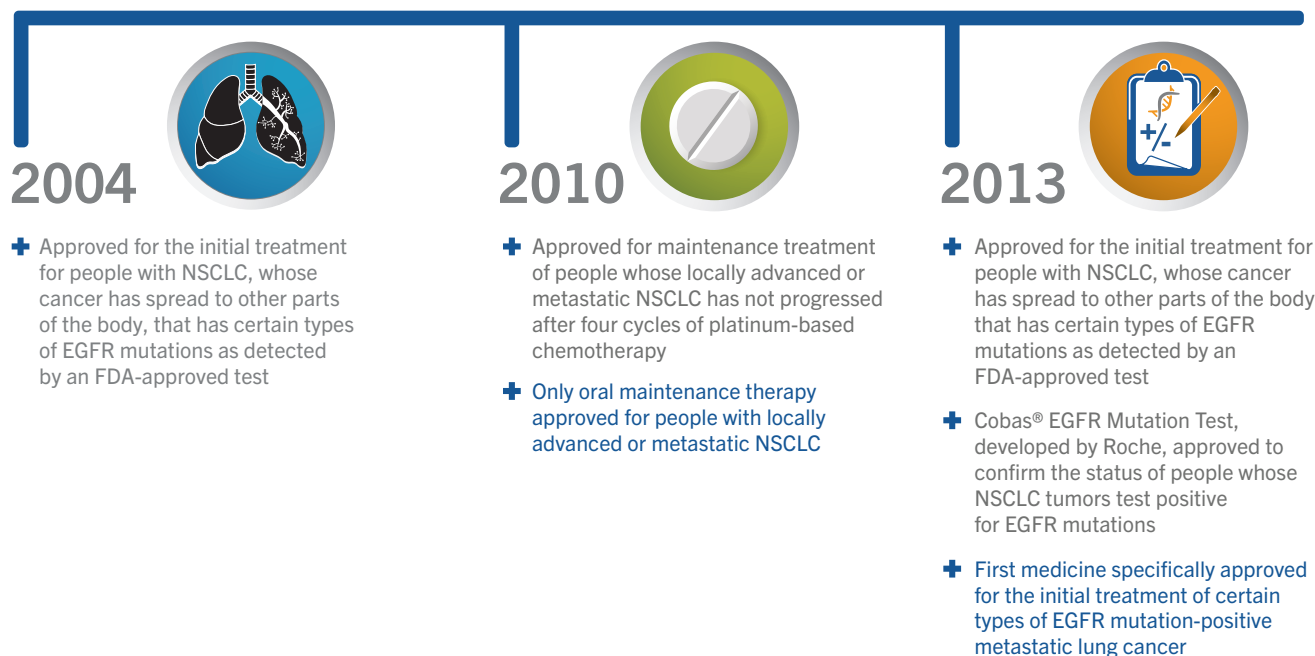 2004
Approved for the initial treatment
for people with NSCLC, whose
cancer has spread to other parts
of the body, that has certain types
of EGFR mutations as detected
by an FDA-approved test
2010
Approved for maintenance treatment
of people whose locally advanced or
metastatic NSCLC has not progressed
after four cycles of platinum-based
chemotherapy
Only oral maintenance therapy
approved for people with locally
advanced or metastatic NSCLC
+/-
2013
Approved for the initial treatment for
people with NSCLC, whose cancer
has spread to other parts of the body
that has certain types of EGFR
mutations as detected by an
FDA-approved test
Cobas® EGFR Mutation Test,
developed by Roche, approved to
confirm the status of people whose
NSCLC tumors test positive
for EGFR mutations
First medicine specifically approved
for the initial treatment of certain
types of EGFR mutation-positive
metastatic lung cancer